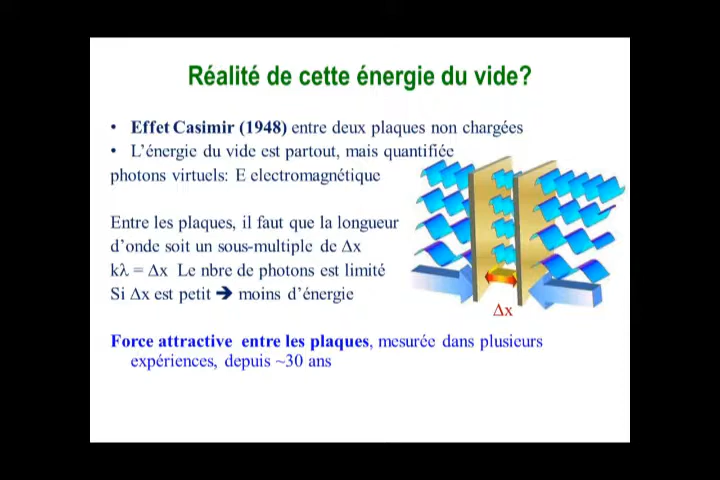 Réalité de cette énergie du vide?
• Effet Casimir (1948) entre deux plaques non chargées
• L’énergie du vide est partout, mais quantifiée
photons virtuels: E electromagnétique
Entre les plaques, il faut que la longueur
d’onde soit un sous-multiple de Δx
kλ = Δx Le nbre de photons est limité
Si Δx est petit ➔ moins d’énergie
Δx
Force attractive entre les plaques, mesurée dans plusieurs
expériences, depuis ~30 ans